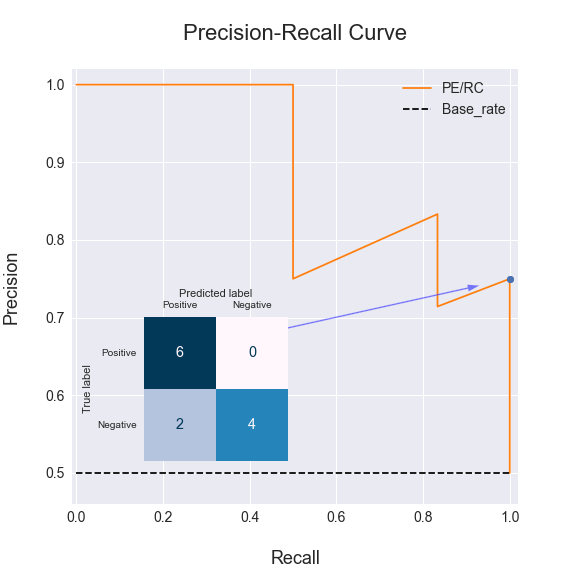 Precision-Recall Curve
PE/RC
Base_rate
1.0
0.9
0.8
0.7
0.6
0.5
Precision
Predicted label
Positive Negative
Positive 6 0
Negative 2 4
True label
0.0 0.2 0.4 0.6 0.8 1.0
Recall